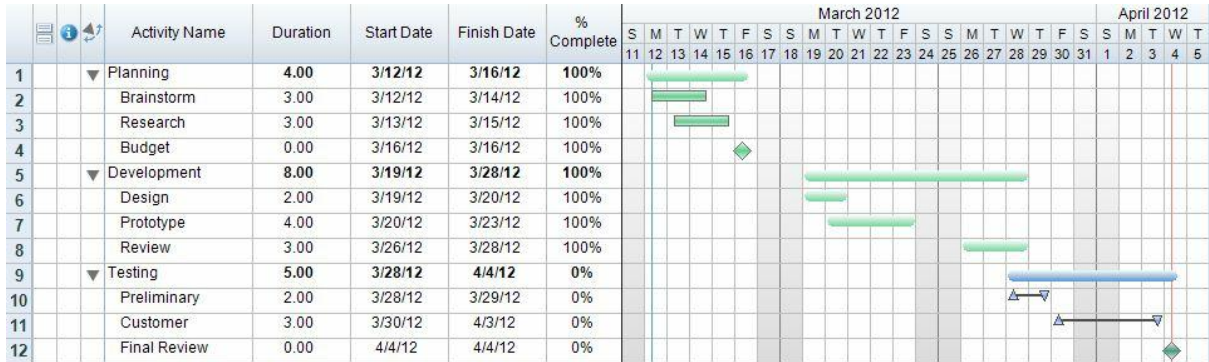 March 2012 April 2012
Activity Name Duration Start Date Finish Date % Complete S M T W T F S S M T W T F S S M T W T F S S M T W T
11 12 13 14 15 16 17 18 19 20 21 22 23 24 25 26 27 28 29 30 31 1 2 3 4 5
1 Planning 4.00 3/12/12 3/16/12 100%
2 Brainstorm 3.00 3/12/12 3/14/12 100%
3 Research 3.00 3/13/12 3/15/12 100%
4 Budget 0.00 3/16/12 3/16/12 100%
5 Development 8.00 3/19/12 3/28/12 100%
6 Design 2.00 3/19/12 3/20/12 100%
7 Prototype 4.00 3/20/12 3/23/12 100%
8 Review 3.00 3/26/12 3/28/12 100%
9 Testing 5.00 3/28/12 4/4/12 0%
10 Preliminary 2.00 3/28/12 3/29/12 0%
11 Customer 3.00 3/30/12 4/3/12 0%
12 Final Review 0.00 4/4/12 4/4/12 0%